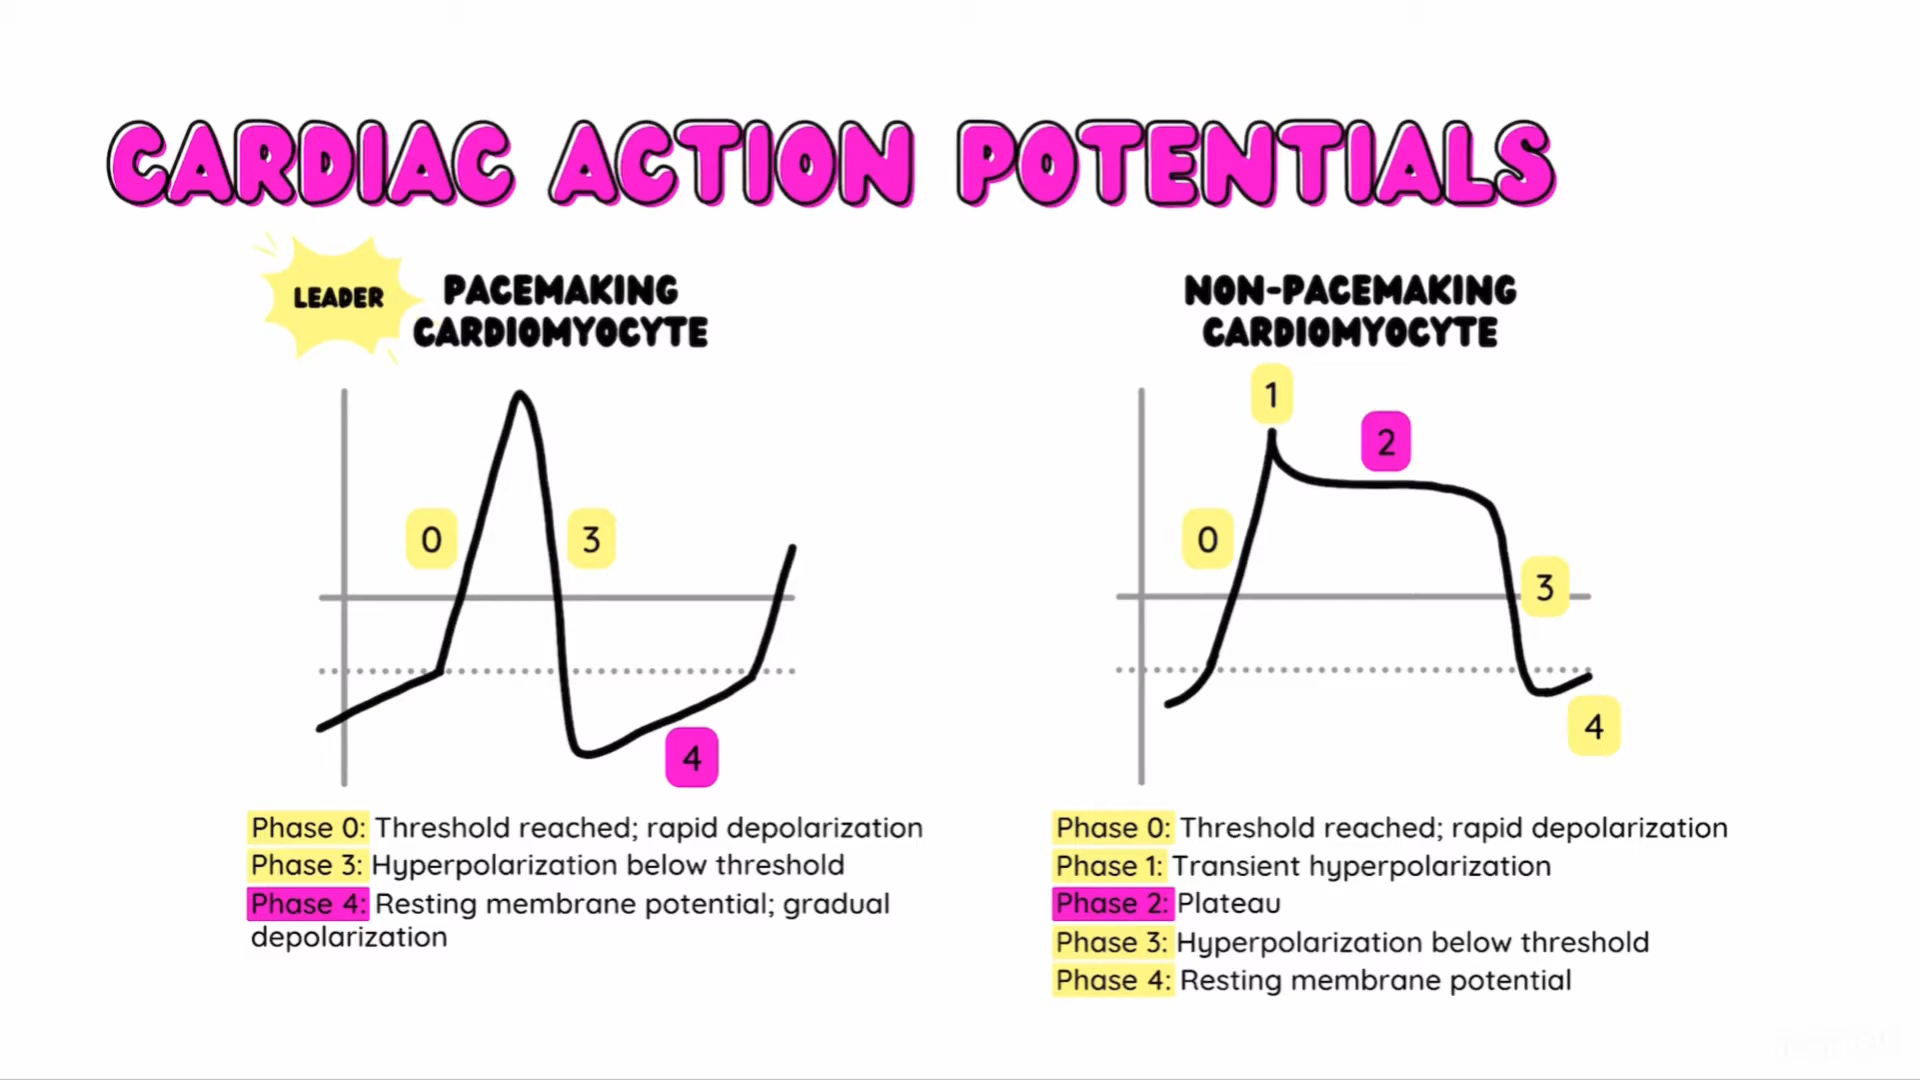 CARDIAC ACTION POTENTIALS
LEADER
PACEMAKING
CARDIOMYOCYTE
0
3
4
Phase 0: Threshold reached; rapid depolarization
Phase 3: Hyperpolarization below threshold
Phase 4: Resting membrane potential; gradual
depolarization
NON-PACEMAKING
CARDIOMYOCYTE
1
2
0
3
4
Phase 0: Threshold reached; rapid depolarization
Phase 1: Transient hyperpolarization
Phase 2: Plateau
Phase 3: Hyperpolarization below threshold
Phase 4: Resting membrane potential